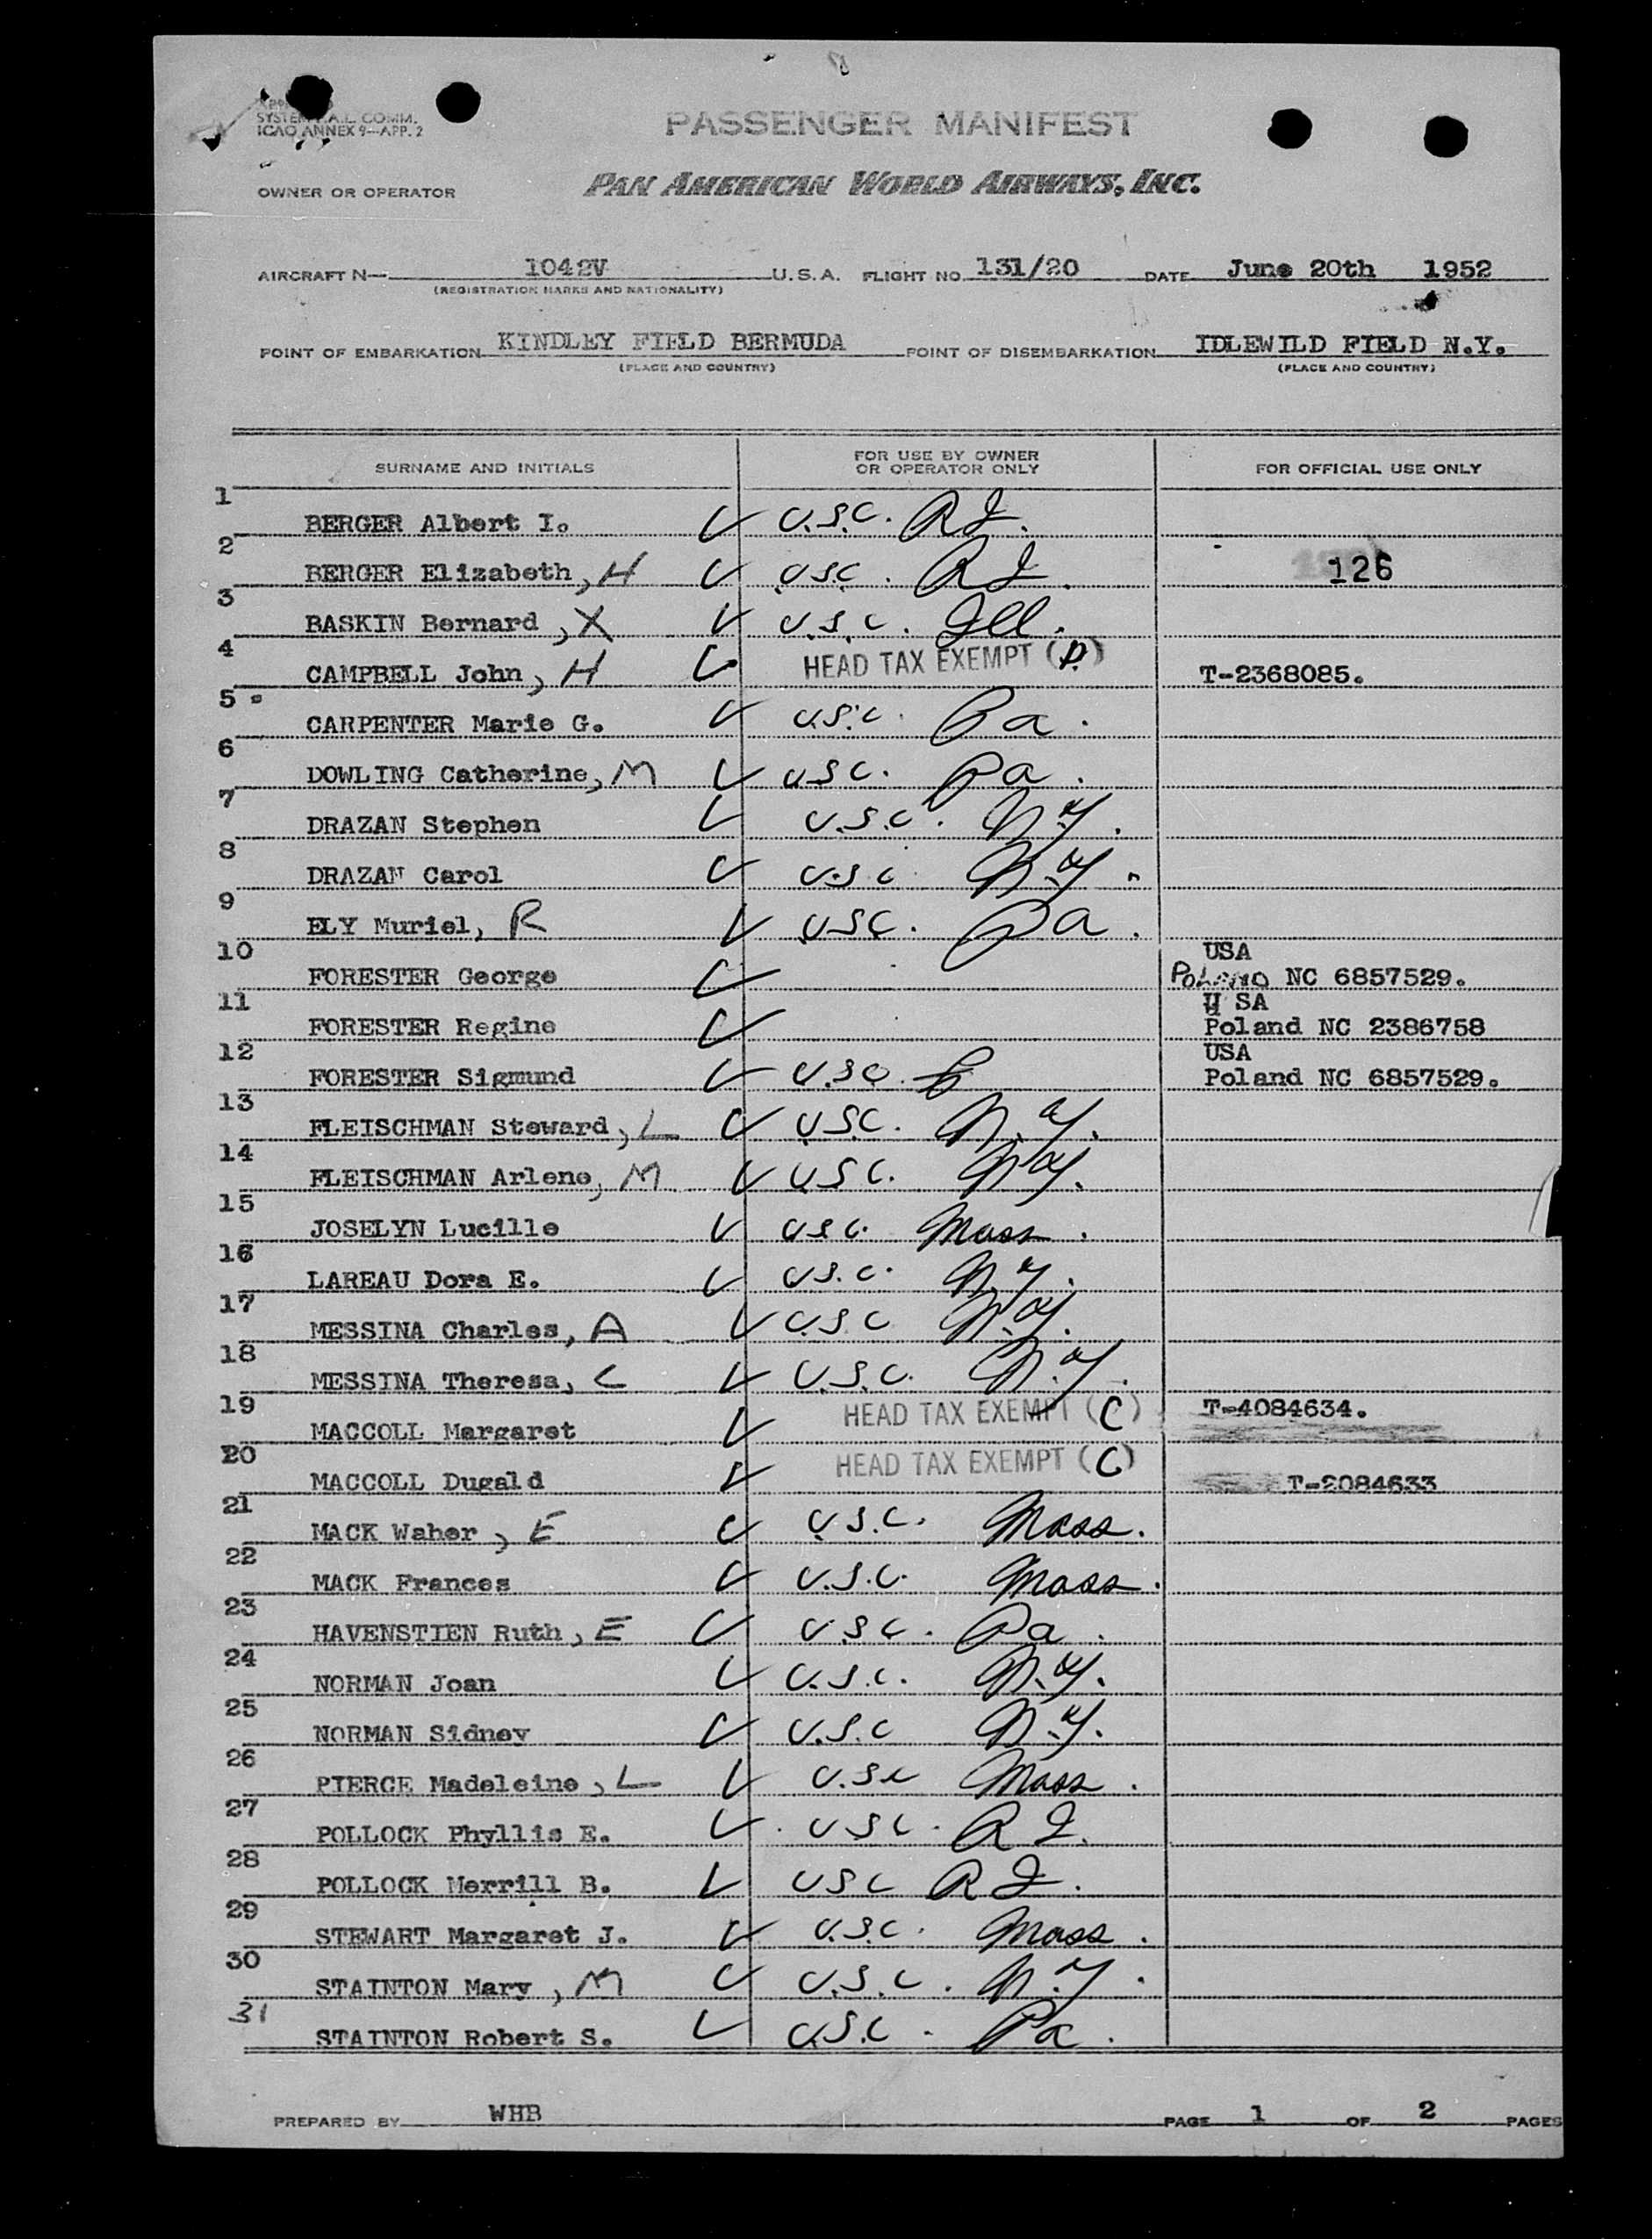 SYSTEM A.L. COMM.
ICAO ANNEX 9—APP. 2
PASSENGER MANIFEST
OWNER OR OPERATOR PAN AMERICAN WORLD AIRWAYS, INC.
AIRCRAFT N— 1042V U.S.A. FLIGHT NO. 131/20 DATE June 20th 1952
(REGISTRATION MARKS AND NATIONALITY)
POINT OF EMBARKATION KINDLEY FIELD BERMUDA POINT OF DISEMBARKATION IDLEWILD FIELD N.Y.
(PLACE AND COUNTRY) (PLACE AND COUNTRY)
SURNAME AND INITIALS FOR USE BY OWNER OR OPERATOR ONLY FOR OFFICIAL USE ONLY
1 BERGER Albert I. U.S.C. R I.
2 BERGER Elizabeth, H U.S.C. R I. 126
3 BASKIN Bernard, X U.S.C. Ill.
4 CAMPBELL John, H HEAD TAX EXEMPT (D) T-2368085.
5 CARPENTER Marie G. U.S.C. Pa.
6 DOWLING Catherine, M U.S.C. Pa.
7 DRAZAN Stephen U.S.C. N.Y.
8 DRAZAN Carol U.S.C. N.Y.
9 ELY Muriel, R U.S.C. Pa.
10 FORESTER George USA Poland NC 6857529.
11 FORESTER Regine U SA Poland NC 2386758
12 FORESTER Sigmund U.S.C. USA Poland NC 6857529.
13 FLEISCHMAN Steward, L U.S.C. N.Y.
14 FLEISCHMAN Arlene, M U.S.C. N.Y.
15 JOSELYN Lucille U.S.C. Mass.
16 LAREAU Dora E. U.S.C. N.Y.
17 MESSINA Charles, A U.S.C. N.Y.
18 MESSINA Theresa, C U.S.C. N.Y.
19 MACCOLL Margaret HEAD TAX EXEMPT (C) T-4084634.
20 MACCOLL Dugald HEAD TAX EXEMPT (C) T-2084633
21 MACK Waher, E U.S.C. Mass.
22 MACK Frances U.S.C. Mass.
23 HAVENSTIEN Ruth, E U.S.C. Pa.
24 NORMAN Joan U.S.C. N.Y.
25 NORMAN Sidney U.S.C N.Y.
26 PIERCE Madeleine, L U.S.C Mass.
27 POLLOCK Phyllis E. U.S.C. R I.
28 POLLOCK Merrill B. U.S.C R I.
29 STEWART Margaret J. U.S.C. Mass.
30 STAINTON Mary, M U.S.C. N.Y.
31 STAINTON Robert S. U.S.C. Pa.
PREPARED BY WHB PAGE 1 OF 2 PAGES